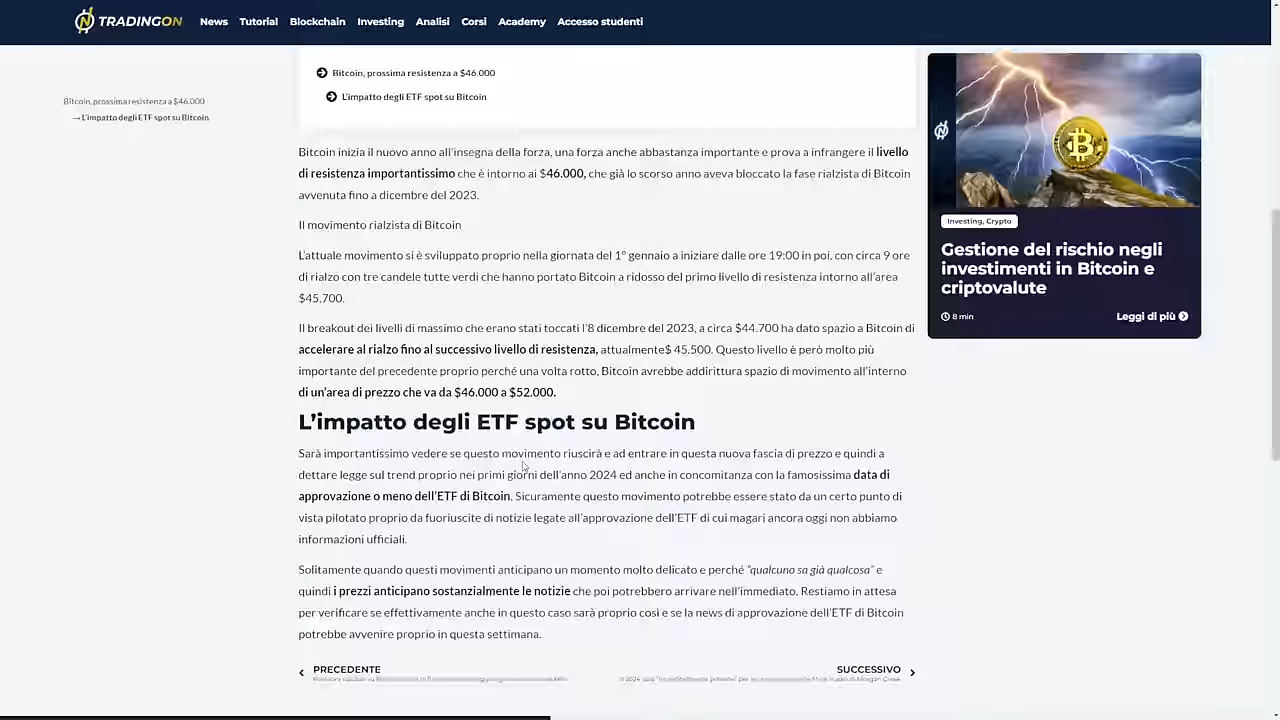 TRADINGON
News Tutorial Blockchain Investing Analisi Corsi Academy Accesso studenti
Bitcoin, prossima resistenza a $46.000
→ L'impatto degli ETF spot su Bitcoin
Bitcoin, prossima resistenza a $46.000
L'impatto degli ETF spot su Bitcoin
Bitcoin inizia il nuovo anno all'insegna della forza, una forza anche abbastanza importante e prova a infrangere il livello
di resistenza importantissimo che è intorno ai $46.000, che già lo scorso anno aveva bloccato la fase rialzista di Bitcoin
avvenuta fino a dicembre del 2023.
Il movimento rialzista di Bitcoin
L'attuale movimento si è sviluppato proprio nella giornata del 1° gennaio a iniziare dalle ore 19:00 in poi, con circa 9 ore
di rialzo con tre candele tutte verdi che hanno portato Bitcoin a ridosso del primo livello di resistenza intorno all'area
$45.700.
Il breakout dei livelli di massimo che erano stati toccati l'8 dicembre del 2023, a circa $44.700 ha dato spazio a Bitcoin di
accelerare al rialzo fino al successivo livello di resistenza, attualmente$ 45.500. Questo livello è però molto più
importante del precedente proprio perché una volta rotto, Bitcoin avrebbe addirittura spazio di movimento all'interno
di un'area di prezzo che va da $46.000 a $52.000.
L'impatto degli ETF spot su Bitcoin
Sarà importantissimo vedere se questo movimento riuscirà e ad entrare in questa nuova fascia di prezzo e quindi a
dettare legge sul trend proprio nei primi giorni dell'anno 2024 ed anche in concomitanza con la famosissima data di
approvazione o meno dell'ETF di Bitcoin. Sicuramente questo movimento potrebbe essere stato da un certo punto di
vista pilotato proprio da fuoriuscite di notizie legate all'approvazione dell'ETF di cui magari ancora oggi non abbiamo
informazioni ufficiali.
Solitamente quando questi movimenti anticipano un momento molto delicato e perché "qualcuno sa già qualcosa" e
quindi i prezzi anticipano sostanzialmente le notizie che poi potrebbero arrivare nell'immediato. Restiamo in attesa
per verificare se effettivamente anche in questo caso sarà proprio così e se la news di approvazione dell'ETF di Bitcoin
potrebbe avvenire proprio in questa settimana.
PRECEDENTE
SUCCESSIVO
Investing, Crypto
Gestione del rischio negli
investimenti in Bitcoin e
criptovalute
8 min
Leggi di più